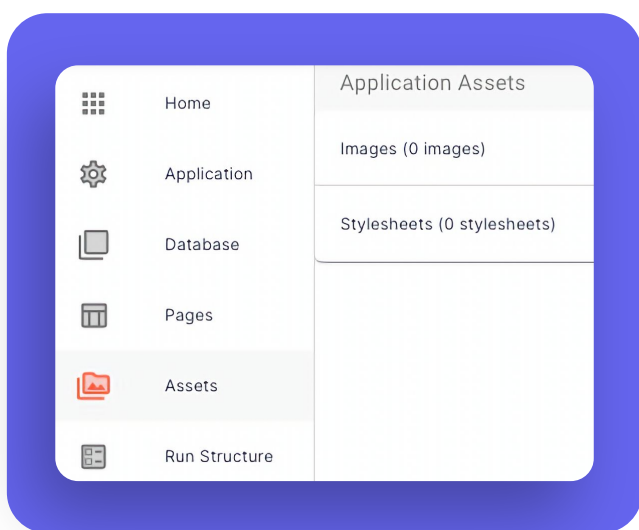 Home
Application
Database
Pages
Assets
Run Structure
Application Assets
Images (0 images)
Stylesheets (0 stylesheets)